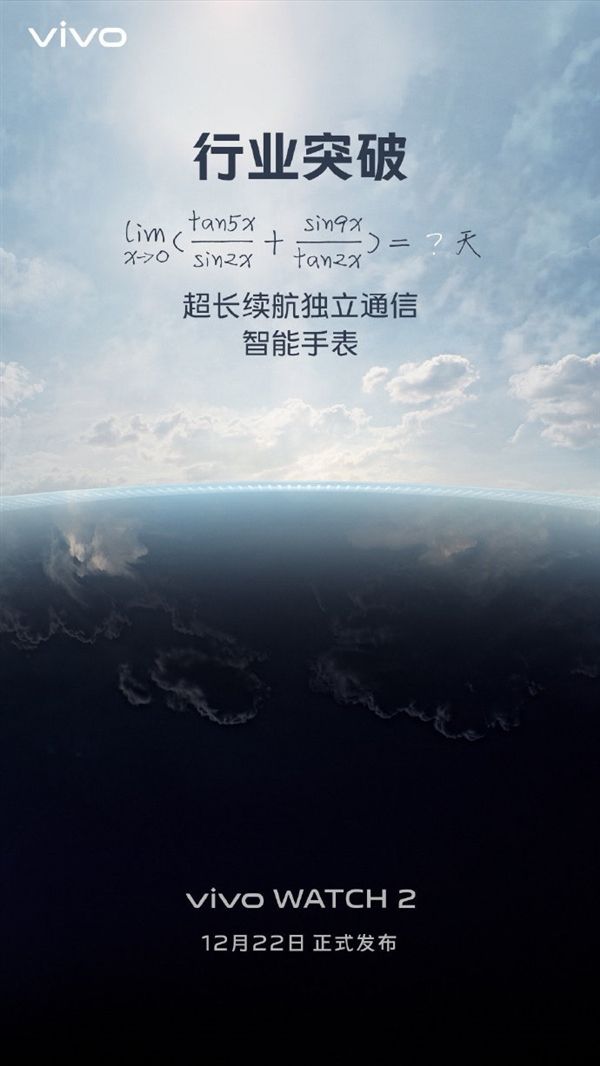 vivo
行业突破
lim x→0 (tan5x/sin2x + sin9x/tan2x) = ? 天
超长续航独立通信
智能手表
vivo WATCH 2
12月22日 正式发布